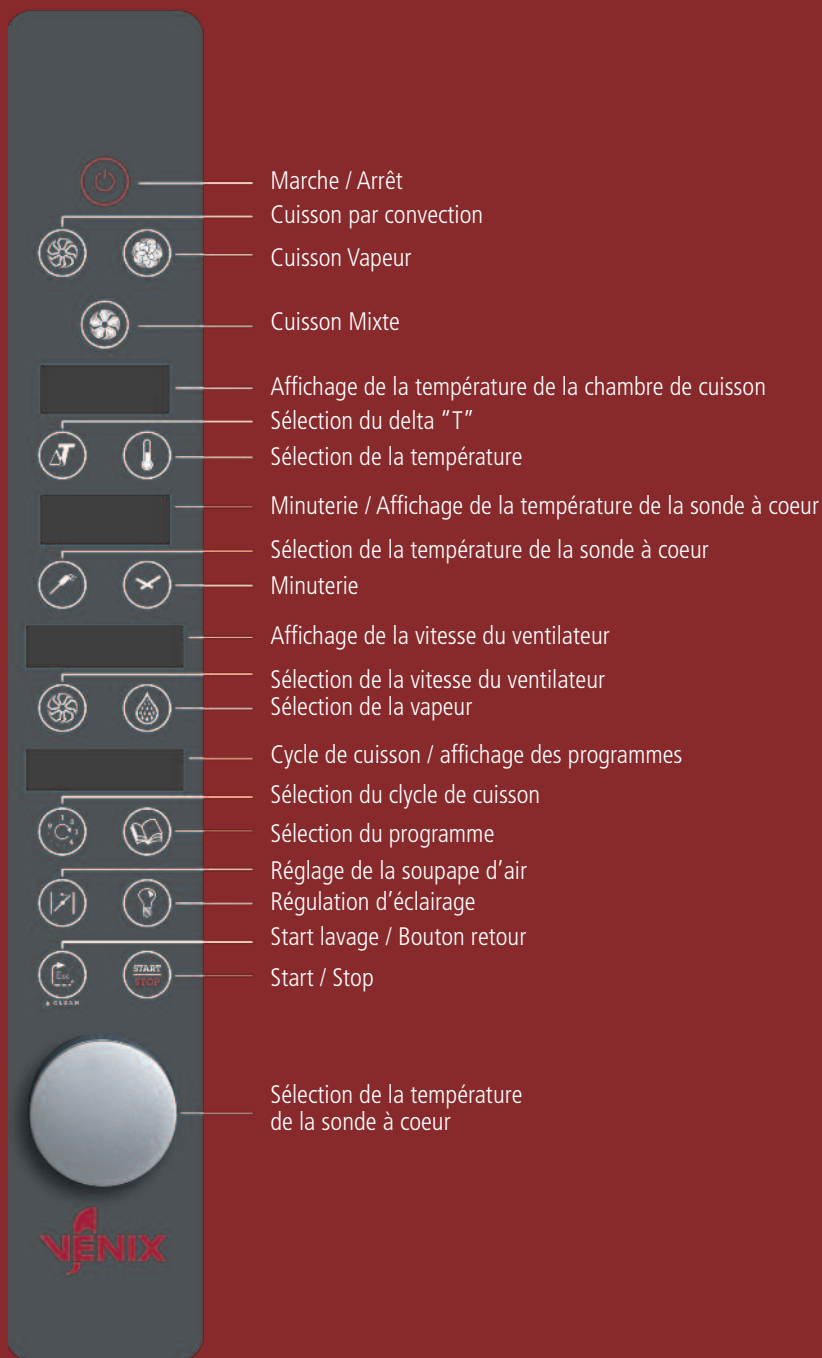 Marche / Arrêt
Cuisson par convection
Cuisson Vapeur
Cuisson Mixte
Affichage de la température de la chambre de cuisson
Sélection du delta “T”
ΔT
Sélection de la température
Minuterie / Affichage de la température de la sonde à coeur
Sélection de la température de la sonde à coeur
Minuterie
Affichage de la vitesse du ventilateur
Sélection de la vitesse du ventilateur
Sélection de la vapeur
Cycle de cuisson / affichage des programmes
Sélection du clycle de cuisson
Sélection du programme
Réglage de la soupape d’air
Régulation d’éclairage
Start lavage / Bouton retour
Esc
CLEAN
START
STOP
Start / Stop
Sélection de la température
de la sonde à coeur
VENIX